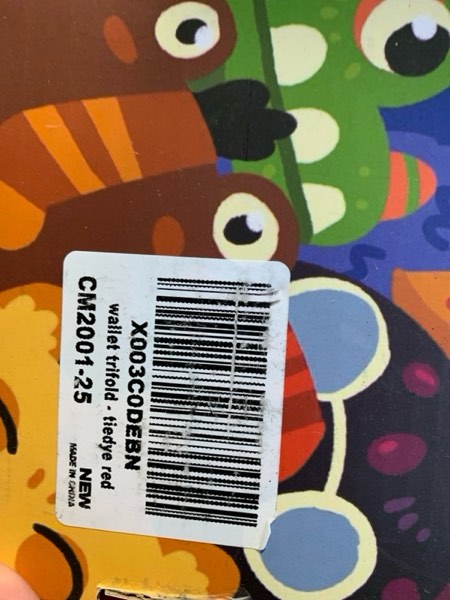 X003C0DEBN
wallet trifold - tiedye red
CM2001-25 NEW
MADE IN CHINA